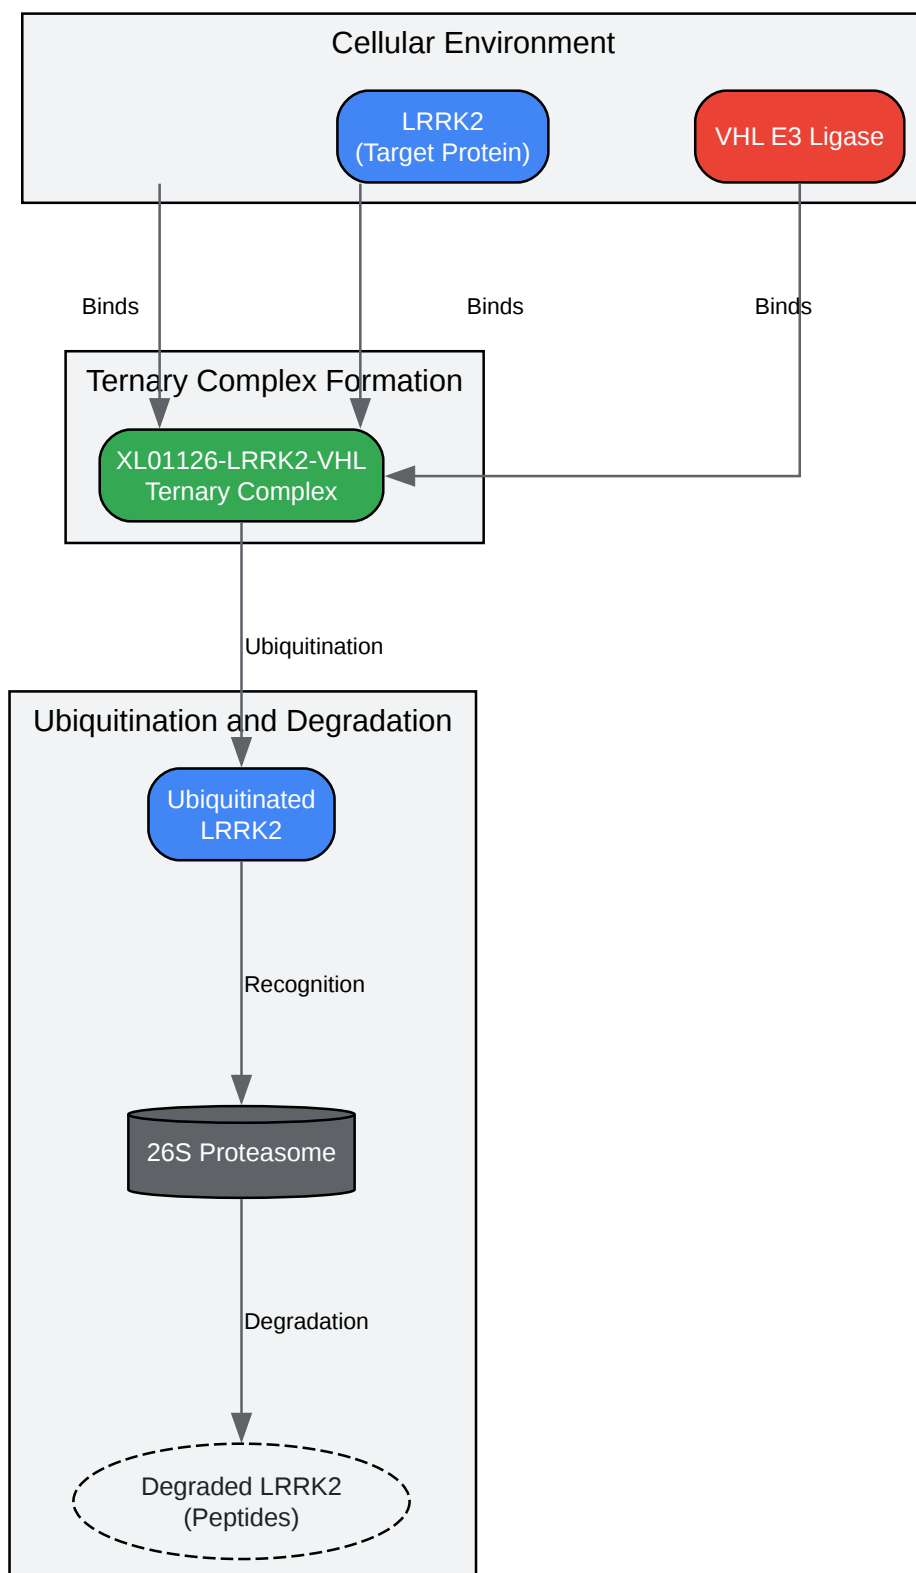 Cellular Environment
LRRK2
(Target Protein)
VHL E3 Ligase
Binds
Binds
Binds
Ternary Complex Formation
XL01126-LRRK2-VHL
Ternary Complex
Ubiquitination
Ubiquitination and Degradation
Ubiquitinated
LRRK2
Recognition
26S Proteasome
Degradation
Degraded LRRK2
(Peptides)